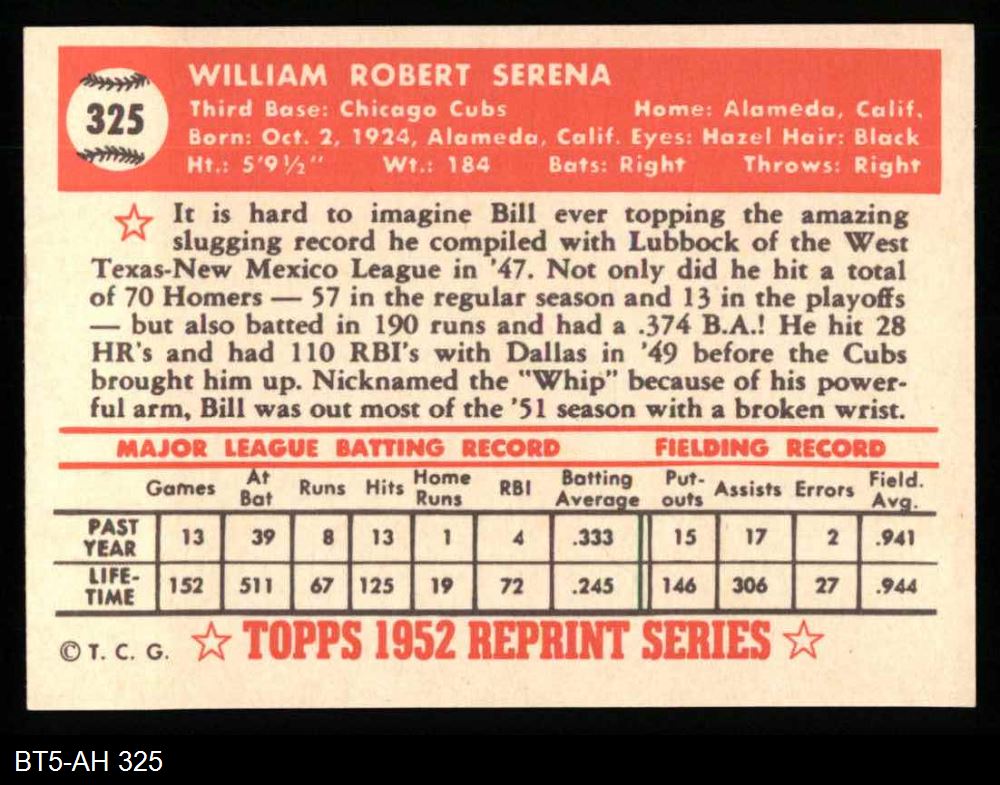 325
WILLIAM ROBERT SERENA
Third Base: Chicago Cubs Home: Alameda, Calif.
Born: Oct. 2, 1924, Alameda, Calif. Eyes: Hazel Hair: Black
Ht.: 5'9½" Wt.: 184 Bats: Right Throws: Right
It is hard to imagine Bill ever topping the amazing
slugging record he compiled with Lubbock of the West
Texas-New Mexico League in '47. Not only did he hit a total
of 70 Homers — 57 in the regular season and 13 in the playoffs
— but also batted in 190 runs and had a .374 B.A.! He hit 28
HR's and had 110 RBI's with Dallas in '49 before the Cubs
brought him up. Nicknamed the "Whip" because of his power-
ful arm, Bill was out most of the '51 season with a broken wrist.
MAJOR LEAGUE BATTING RECORD FIELDING RECORD
Games At Bat Runs Hits Home Runs RBI Batting Average Put-outs Assists Errors Field. Avg.
PAST YEAR 13 39 8 13 1 4 .333 15 17 2 .941
LIFE-TIME 152 511 67 125 19 72 .245 146 306 27 .944
© T. C. G. TOPPS 1952 REPRINT SERIES
BT5-AH 325